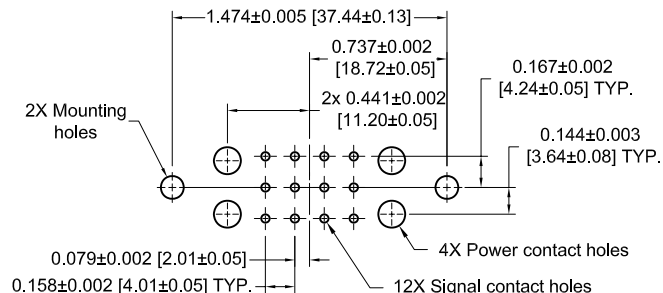 1.474±0.005 [37.44±0.13]
0.737±0.002
[18.72±0.05]
0.167±0.002
[4.24±0.05] TYP.
2x 0.441±0.002
[11.20±0.05]
2X Mounting
holes
0.144±0.003
[3.64±0.08] TYP.
4X Power contact holes
0.079±0.002 [2.01±0.05]
0.158±0.002 [4.01±0.05] TYP.
12X Signal contact holes